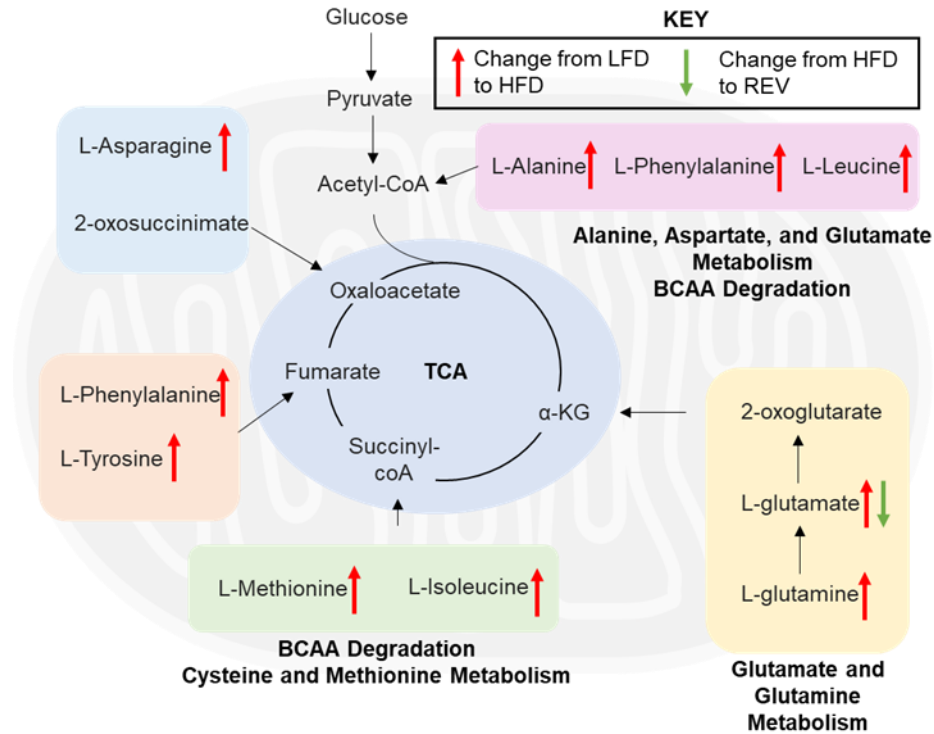 Glucose
KEY
Change from LFD
to HFD
Change from HFD
to REV
Pyruvate
L-Asparagine
Acetyl-CoA
L-Alanine
L-Phenylalanine
L-Leucine
2-oxosuccinimate
Alanine, Aspartate, and Glutamate
Metabolism
BCAA Degradation
Oxaloacetate
Fumarate
TCA
L-Phenylalanine
L-Tyrosine
α-KG
2-oxoglutarate
Succinyl-
coA
L-glutamate
L-Methionine
L-Isoleucine
L-glutamine
BCAA Degradation
Cysteine and Methionine Metabolism
Glutamate and
Glutamine
Metabolism